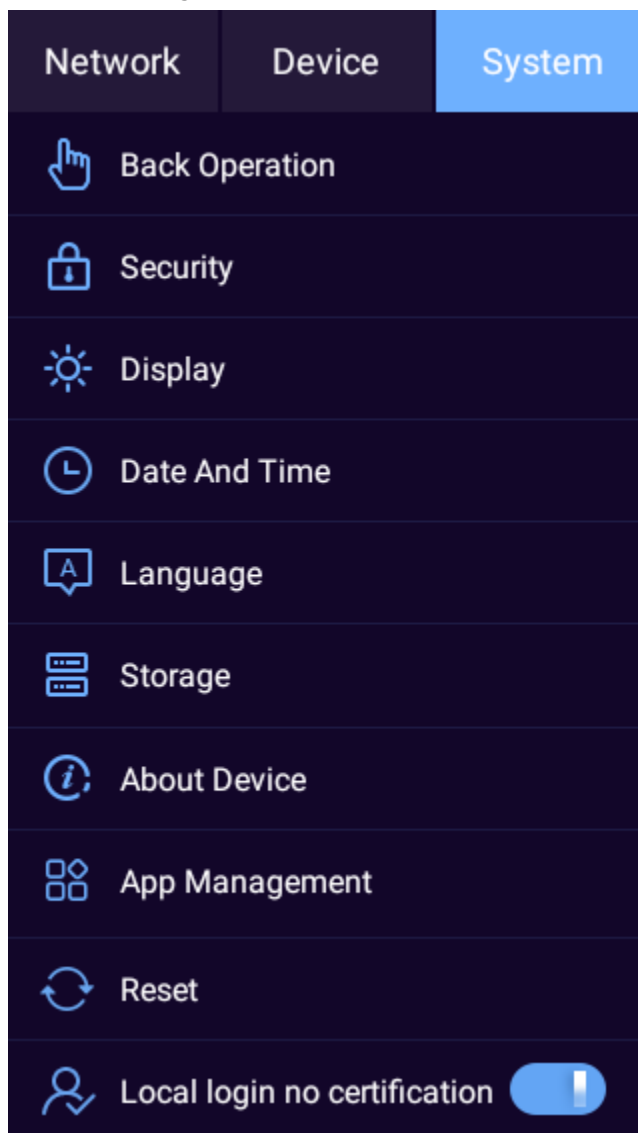 Network Device System
Back Operation
Security
Display
Date And Time
A Language
Storage
About Device
App Management
Reset
Local login no certification